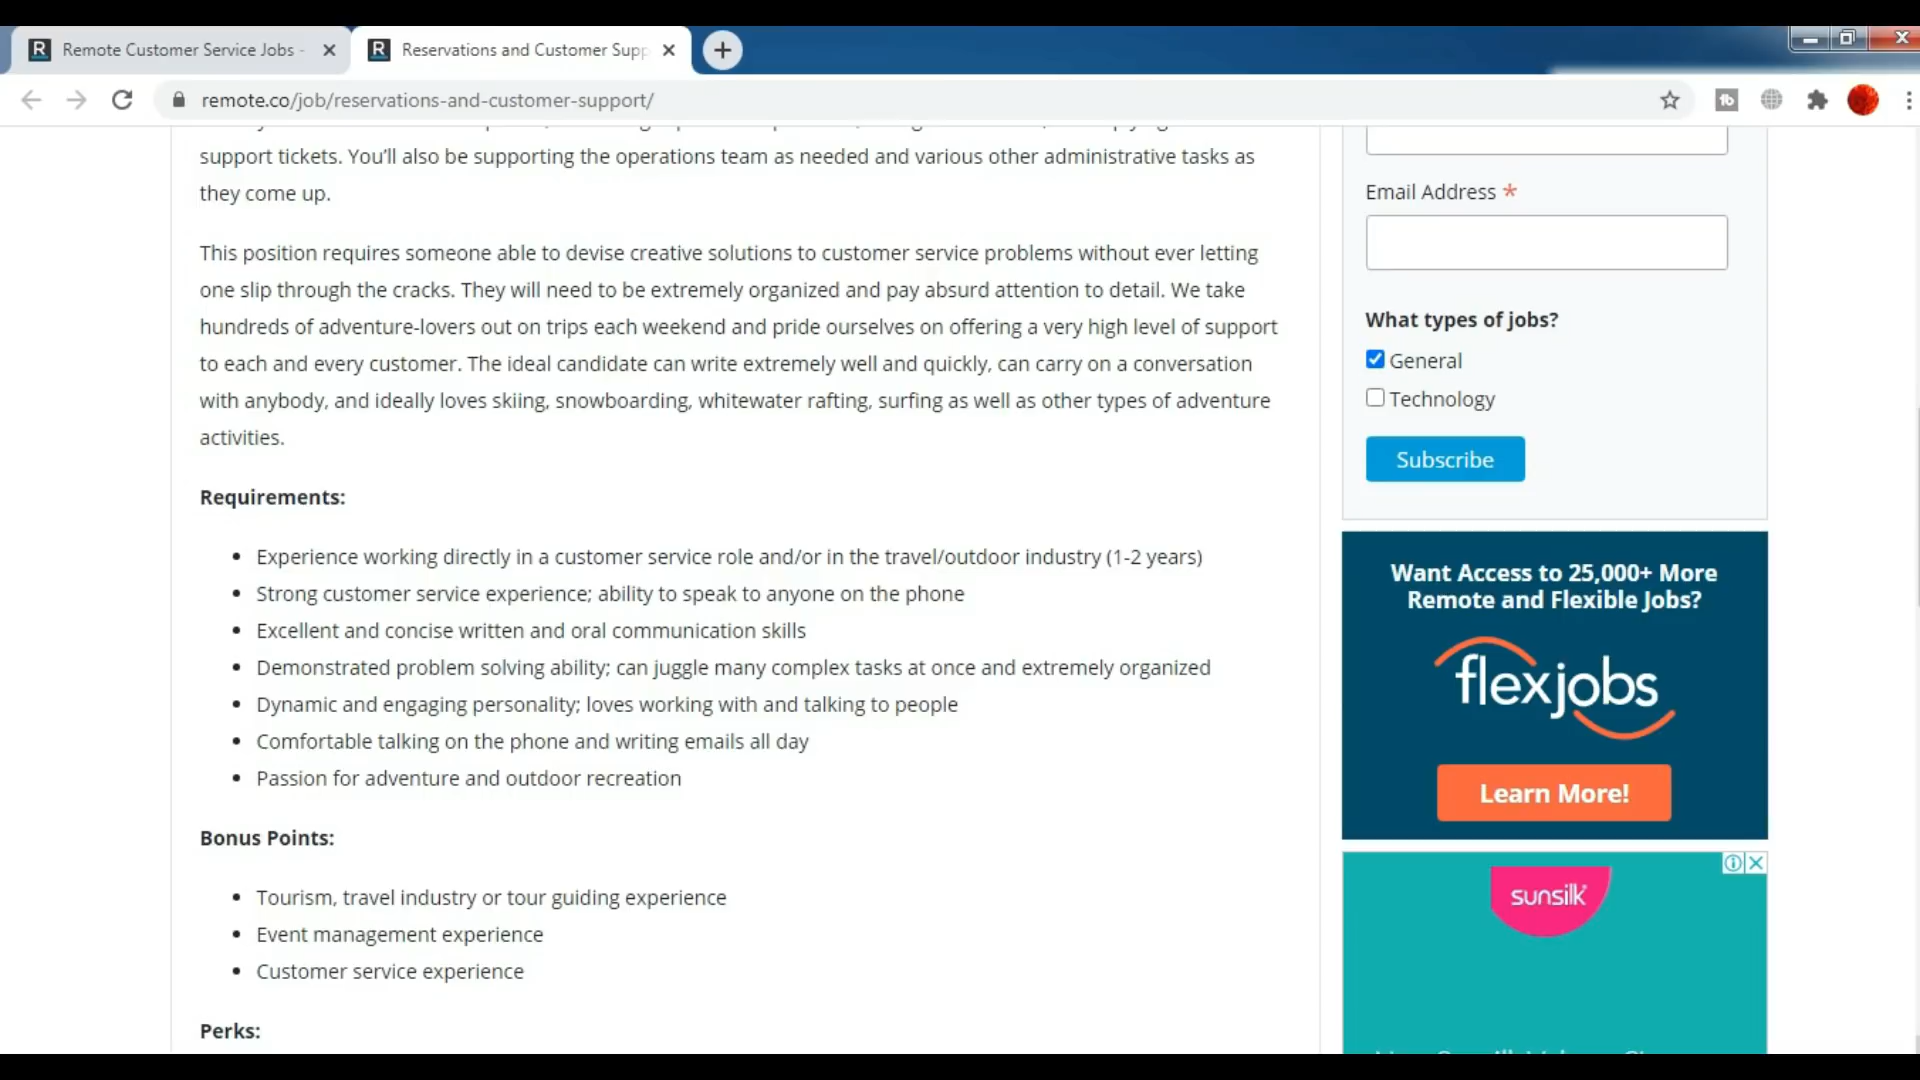 Remote Customer Service Jobs -
Reservations and Customer Supp
remote.co/job/reservations-and-customer-support/
support tickets. You'll also be supporting the operations team as needed and various other administrative tasks as
they come up.
This position requires someone able to devise creative solutions to customer service problems without ever letting
one slip through the cracks. They will need to be extremely organized and pay absurd attention to detail. We take
hundreds of adventure-lovers out on trips each weekend and pride ourselves on offering a very high level of support
to each and every customer. The ideal candidate can write extremely well and quickly, can carry on a conversation
with anybody, and ideally loves skiing, snowboarding, whitewater rafting, surfing as well as other types of adventure
activities.
Requirements:
Experience working directly in a customer service role and/or in the travel/outdoor industry (1-2 years)
Strong customer service experience; ability to speak to anyone on the phone
Excellent and concise written and oral communication skills
Demonstrated problem solving ability; can juggle many complex tasks at once and extremely organized
Dynamic and engaging personality; loves working with and talking to people
Comfortable talking on the phone and writing emails all day
Passion for adventure and outdoor recreation
Bonus Points:
Tourism, travel industry or tour guiding experience
Event management experience
Customer service experience
Perks:
Email Address *
What types of jobs?
General
Technology
Subscribe
Want Access to 25,000+ More
Remote and Flexible Jobs?
flexjobs
Learn More!
sunsilk